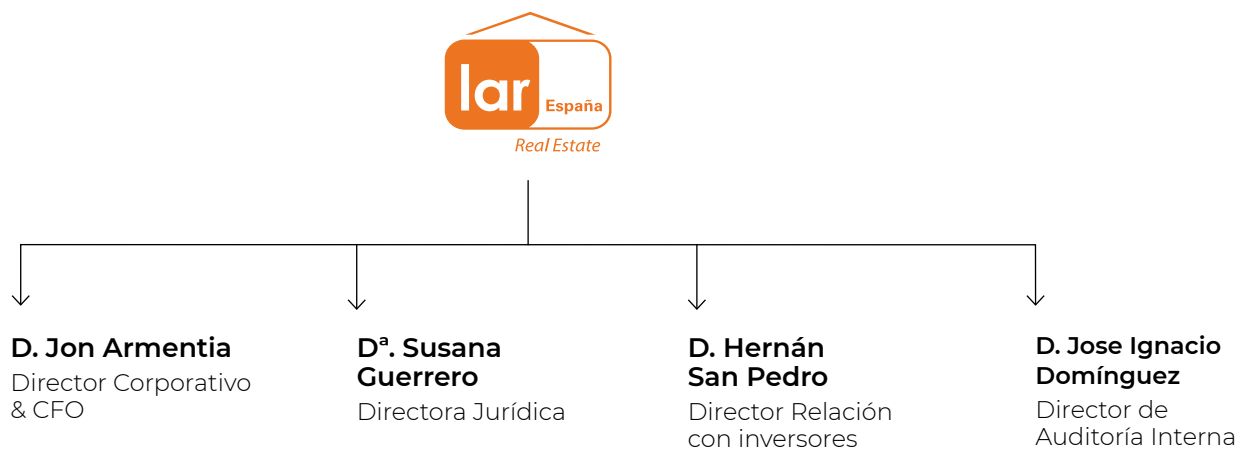 lar
España
Real Estate
D. Jon Armentia
Director Corporativo
& CFO
Dª. Susana
Guerrero
Directora Jurídica
D. Hernán
San Pedro
Director Relación
con inversores
D. Jose Ignacio
Domínguez
Director de
Auditoría Interna